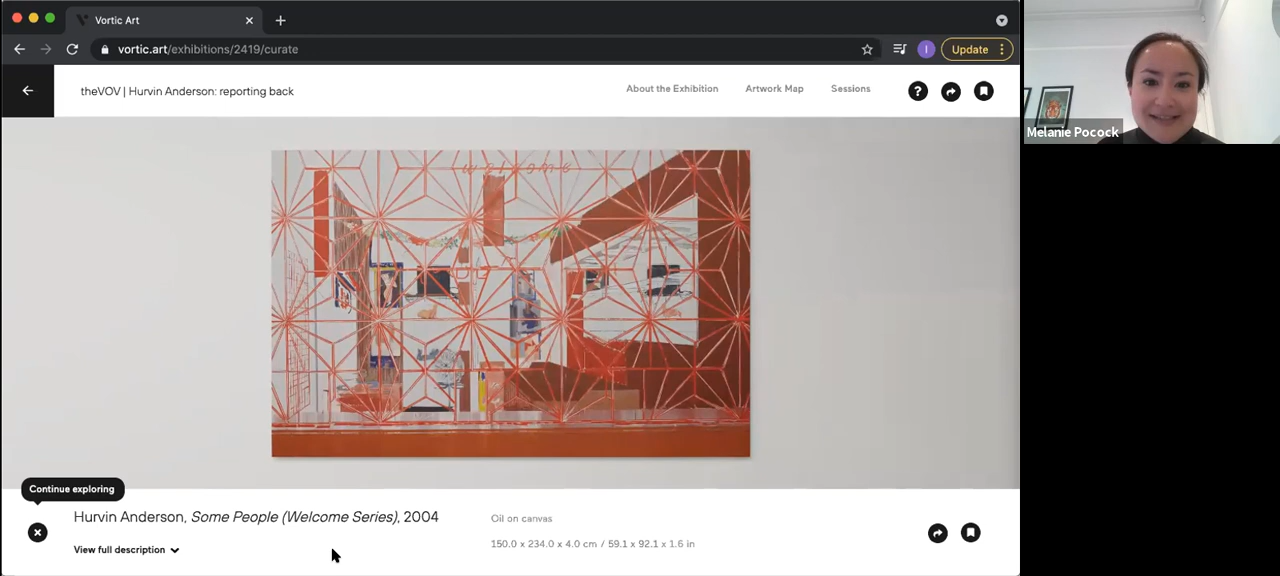 Vortic Art
vortic.art/exhibitions/2419/curate
I
Update
theVOV | Hurvin Anderson: reporting back
About the Exhibition
Artwork Map
Sessions
?
Melanie Pocock
welcome
Continue exploring
Hurvin Anderson, Some People (Welcome Series), 2004
View full description
Oil on canvas
150.0 x 234.0 x 4.0 cm / 59.1 x 92.1 x 1.6 in